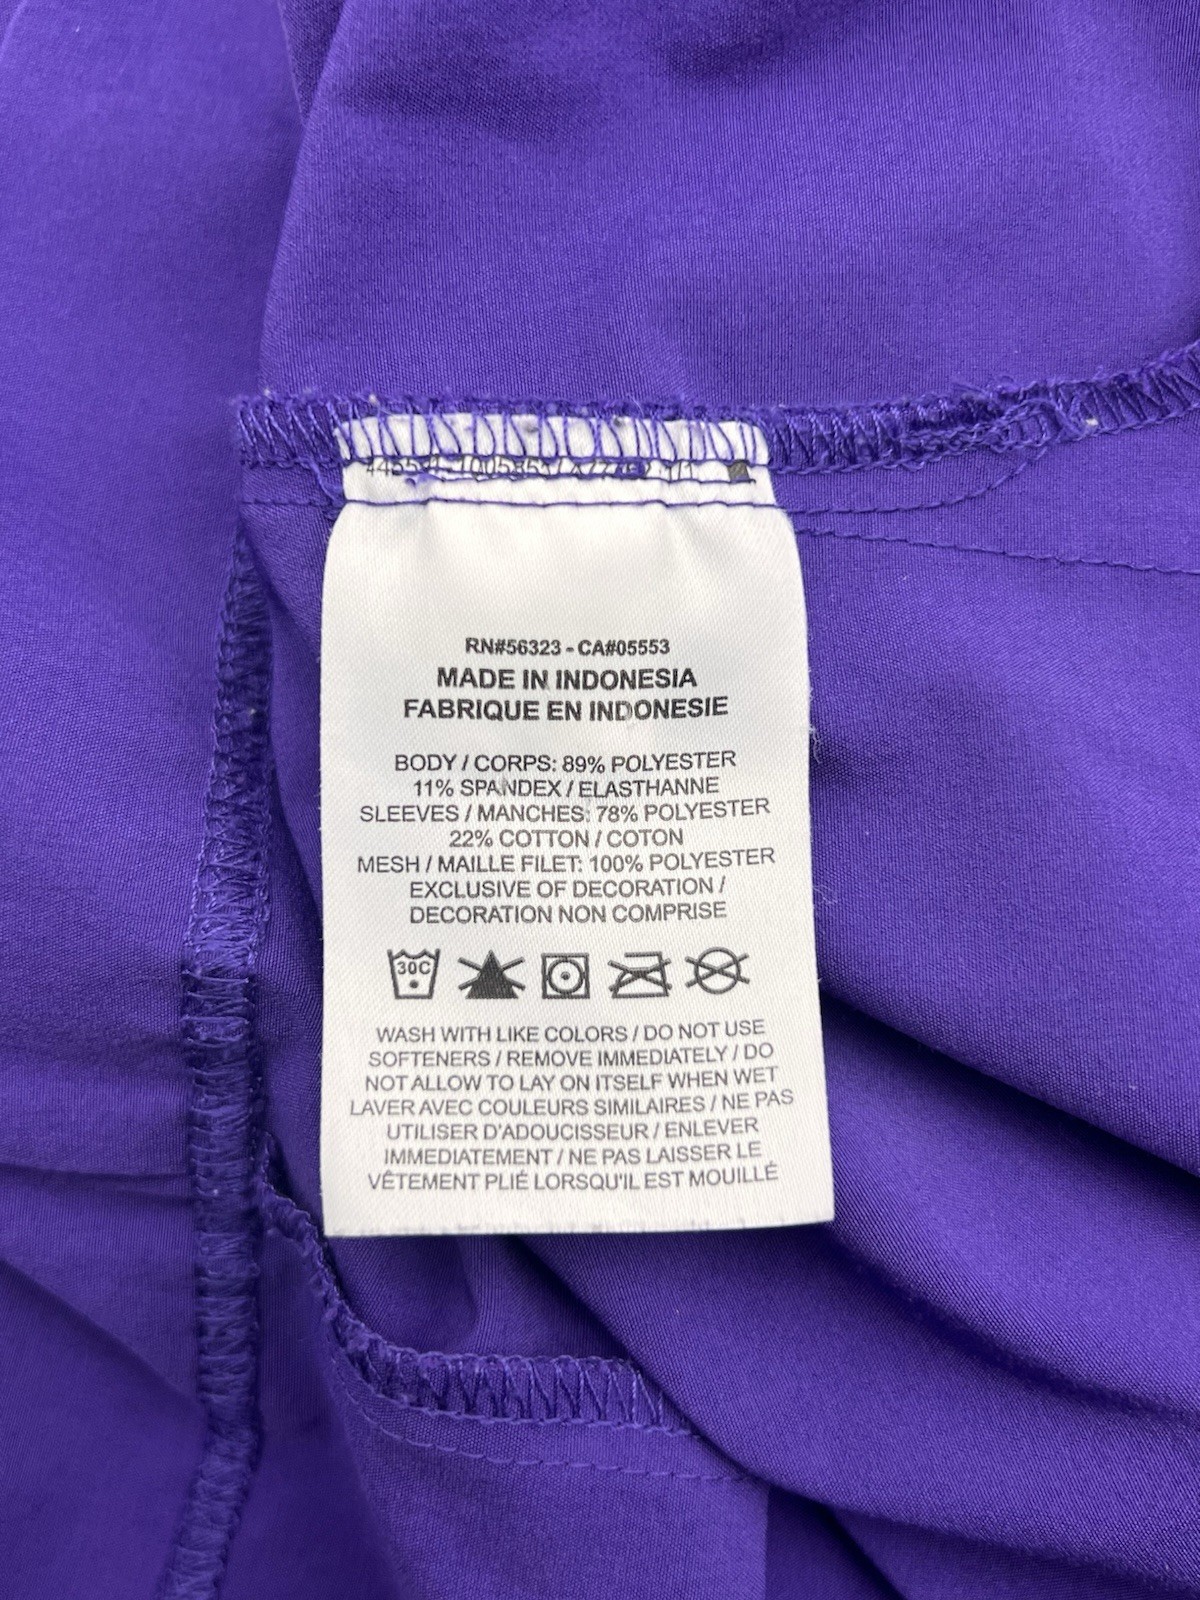 RN#56323 - CA#05553
MADE IN INDONESIA
FABRIQUE EN INDONESIE
BODY / CORPS: 89% POLYESTER
11% SPANDEX / ELASTHANNE
SLEEVES / MANCHES: 78% POLYESTER
22% COTTON / COTON
MESH / MAILLE FILET: 100% POLYESTER
EXCLUSIVE OF DECORATION /
DECORATION NON COMPRISE
30C
WASH WITH LIKE COLORS / DO NOT USE
SOFTENERS / REMOVE IMMEDIATELY / DO
NOT ALLOW TO LAY ON ITSELF WHEN WET
LAVER AVEC COULEURS SIMILAIRES / NE PAS
UTILISER D'ADOUCISSEUR / ENLEVER
IMMEDIATEMENT / NE PAS LAISSER LE
VÊTEMENT PLIÉ LORSQU'IL EST MOUILLÉ